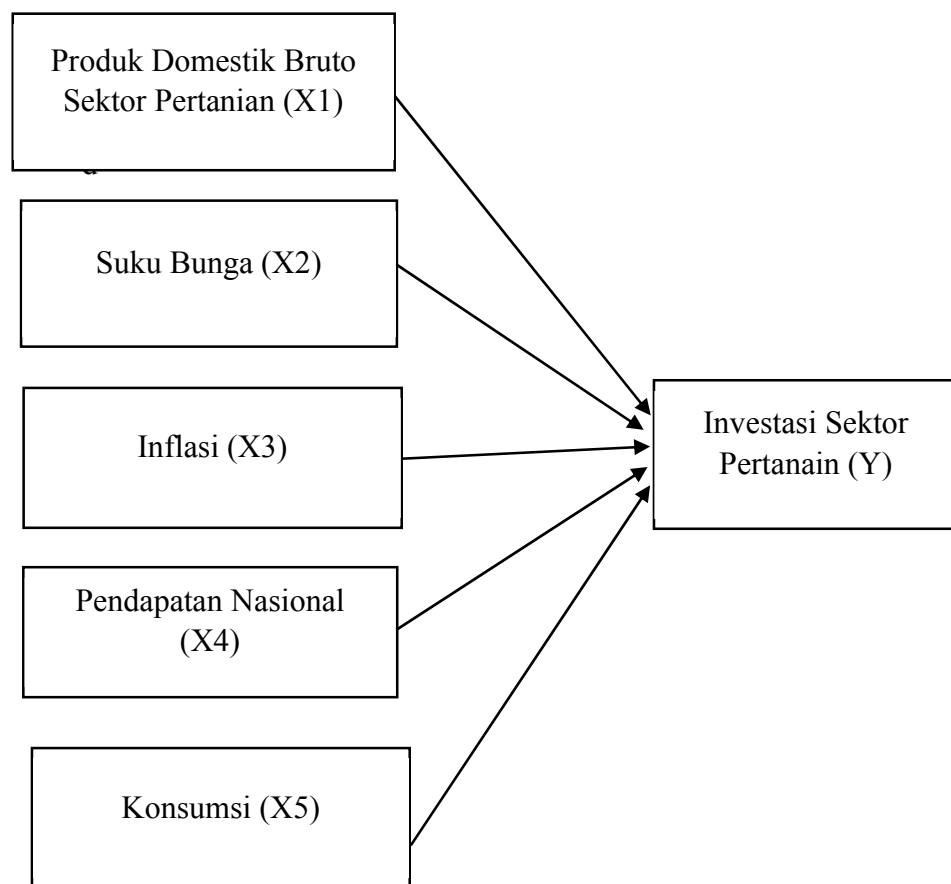 Produk Domestik Bruto
Sektor Pertanian (X1)
Suku Bunga (X2)
Inflasi (X3)
Pendapatan Nasional
(X4)
Konsumsi (X5)
Investasi Sektor
Pertanain (Y)